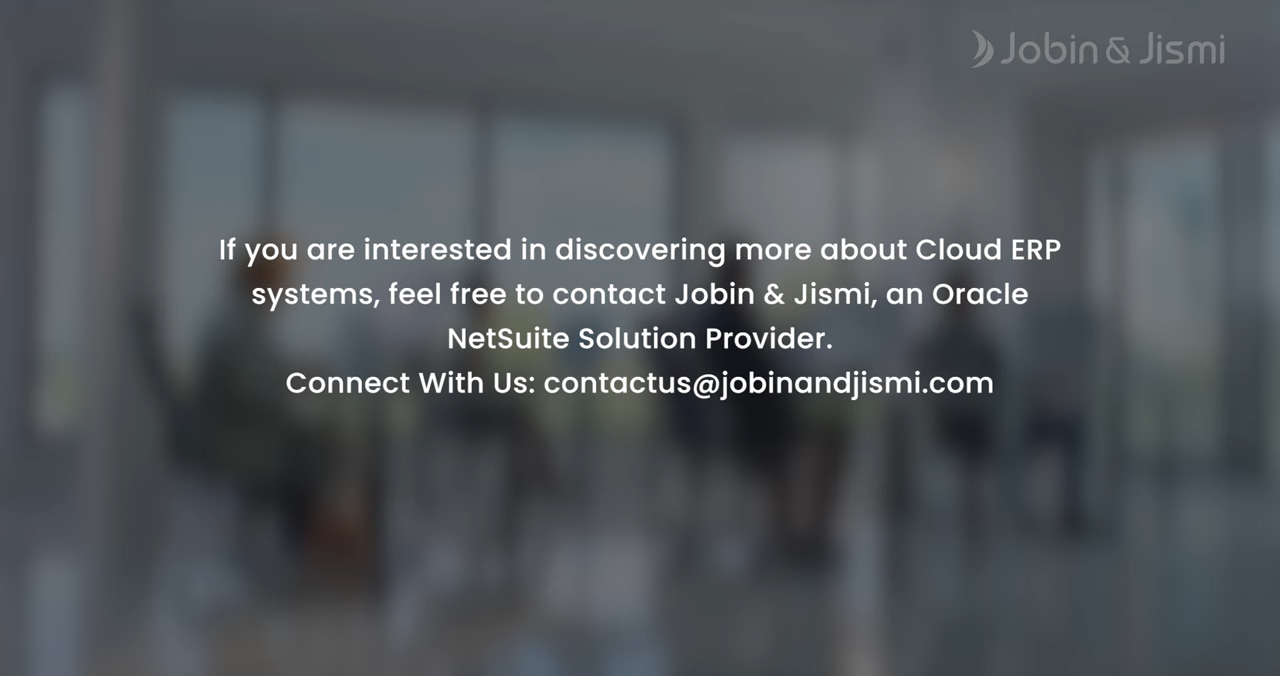 Jobin & Jismi
If you are interested in discovering more about Cloud ERP
systems, feel free to contact Jobin & Jismi, an Oracle
NetSuite Solution Provider.
Connect With Us: contactus@jobinandjismi.com